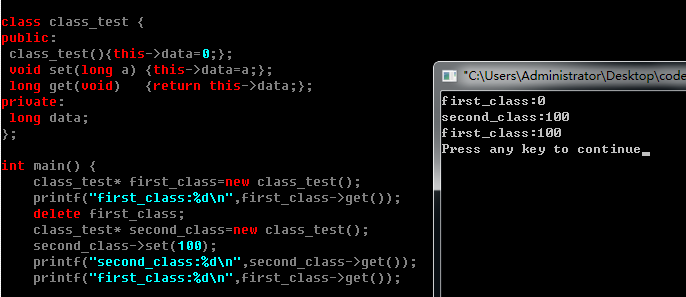 class class_test {
public:
 class_test(){this->data=0;};
 void set(long a) {this->data=a;};
 long get(void)   {return this->data;};
private:
 long data;
};
int main() {
    class_test* first_class=new class_test();
    printf("first_class:%d\n",first_class->get());
    delete first_class;
    class_test* second_class=new class_test();
    second_class->set(100);
    printf("second_class:%d\n",second_class->get());
    printf("first_class:%d\n",first_class->get());
"C:\Users\Administrator\Desktop\code
first_class:0
second_class:100
first_class:100
Press any key to continue_